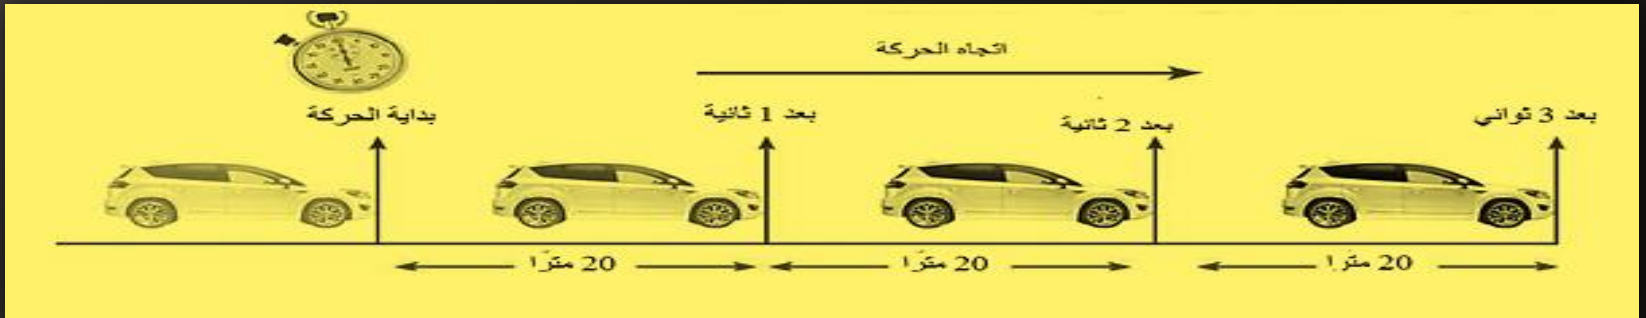 اتجاه الحركة
بداية الحركة
بعد 1 ثانية
بعد 2 ثانية
بعد 3 ثواني
20 مترًا
20 مترًا
20 مترًا